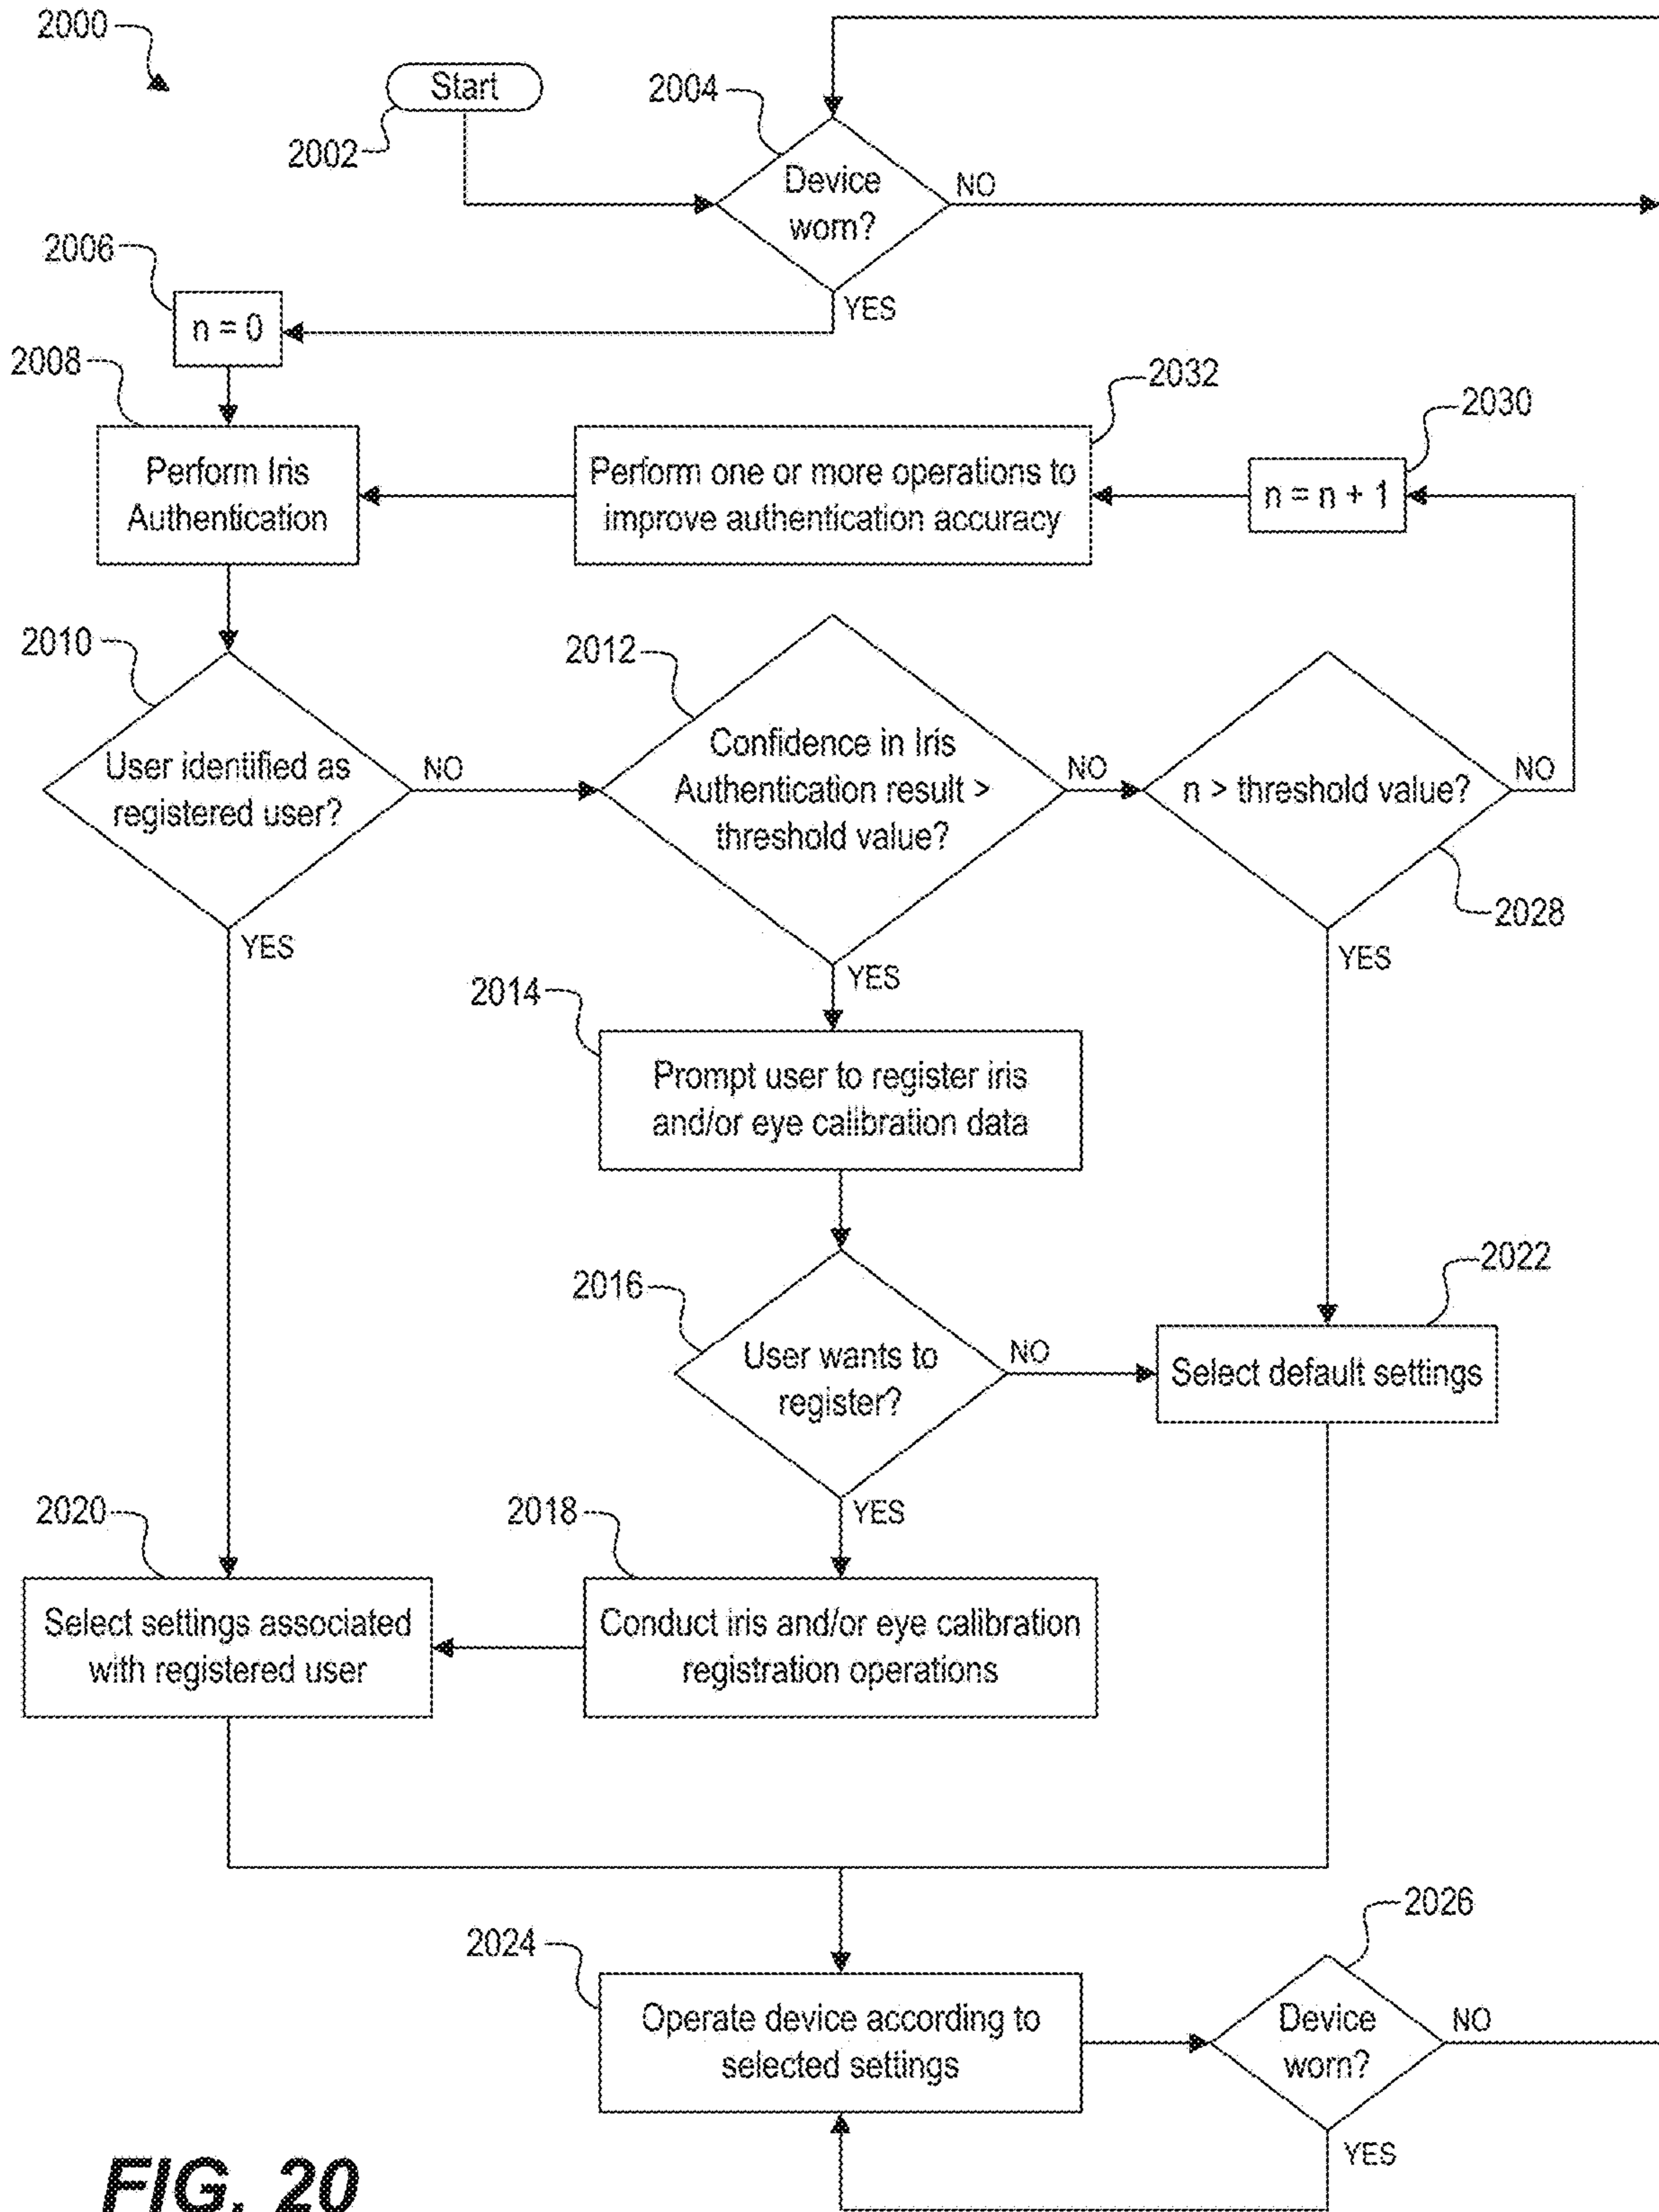 2000
Start
2002
2004
Device
worn?
NO
YES
2006
n = 0
2008
Perform Iris
Authentication
2032
Perform one or more operations to
improve authentication accuracy
2030
n = n + 1
2010
User identified as
registered user?
NO
YES
2012
Confidence in Iris
Authentication result >
threshold value?
NO
YES
n > threshold value?
NO
2028
YES
2014
Prompt user to register iris
and/or eye calibration data
2016
User wants to
register?
NO
YES
2022
Select default settings
2020
Select settings associated
with registered user
2018
Conduct iris and/or eye calibration
registration operations
2024
Operate device according to
selected settings
2026
Device
worn?
NO
YES
FIG. 20